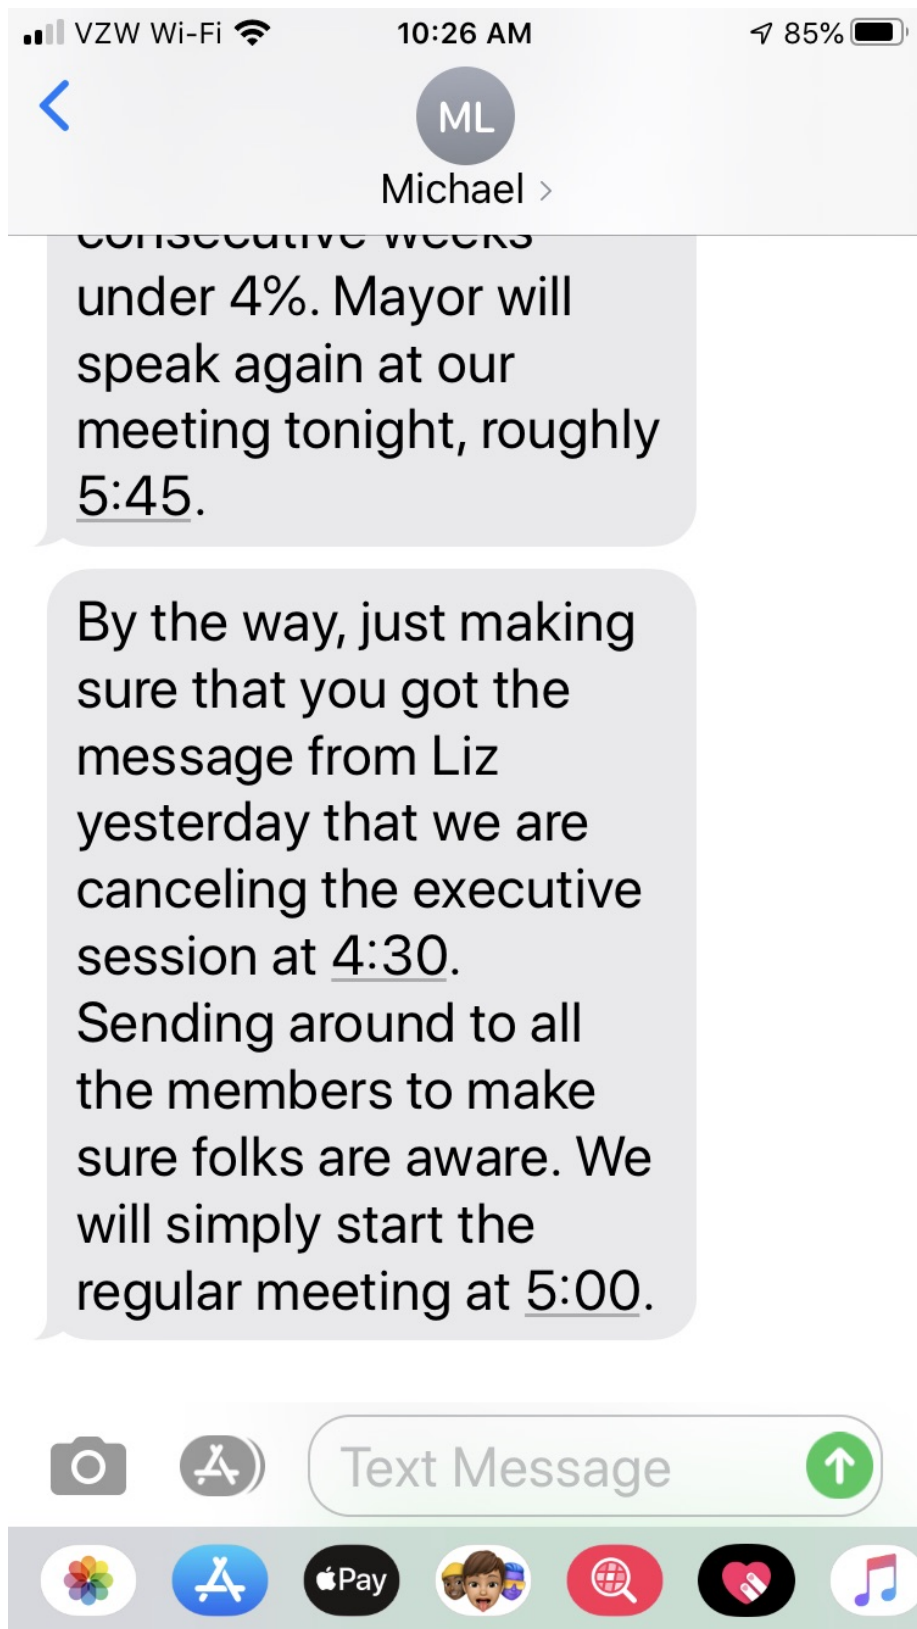 VZW Wi-Fi 10:26 AM 85%
ML
Michael >
consecutive weeks
under 4%. Mayor will
speak again at our
meeting tonight, roughly
5:45.
By the way, just making
sure that you got the
message from Liz
yesterday that we are
canceling the executive
session at 4:30.
Sending around to all
the members to make
sure folks are aware. We
will simply start the
regular meeting at 5:00.
Text Message
Pay